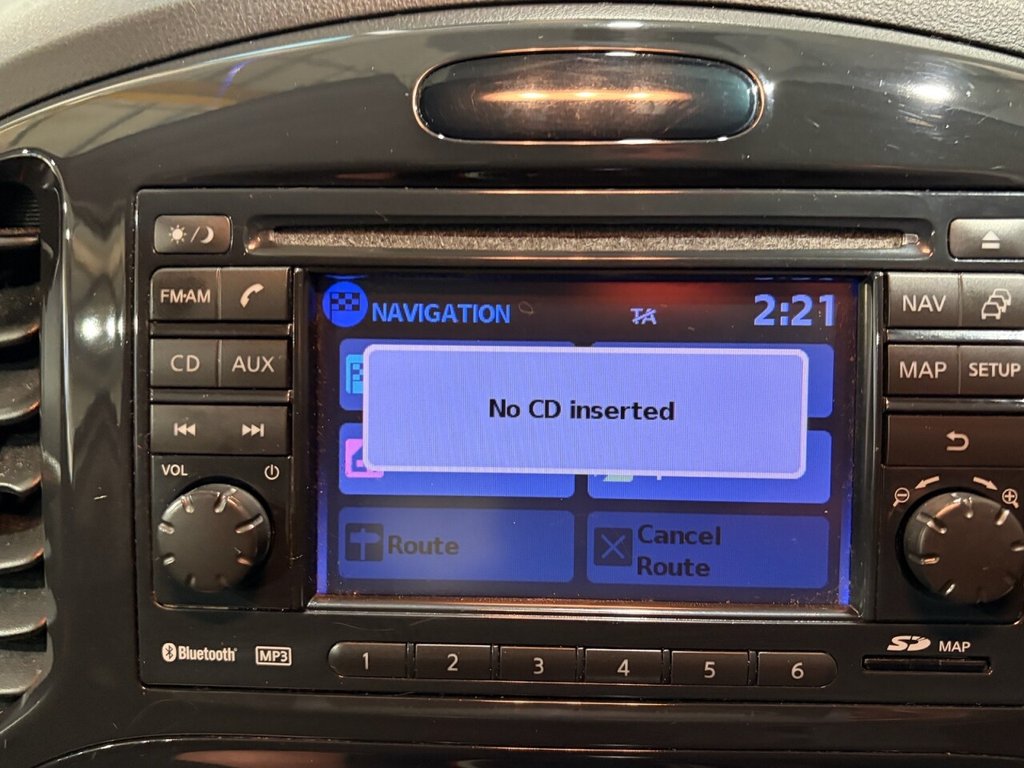 FM·AM
CD AUX
VOL
NAVIGATION TA 2:21
No CD inserted
Route
Cancel
Route
NAV
MAP SETUP
Bluetooth® MP3
1 2 3 4 5 6
SD MAP